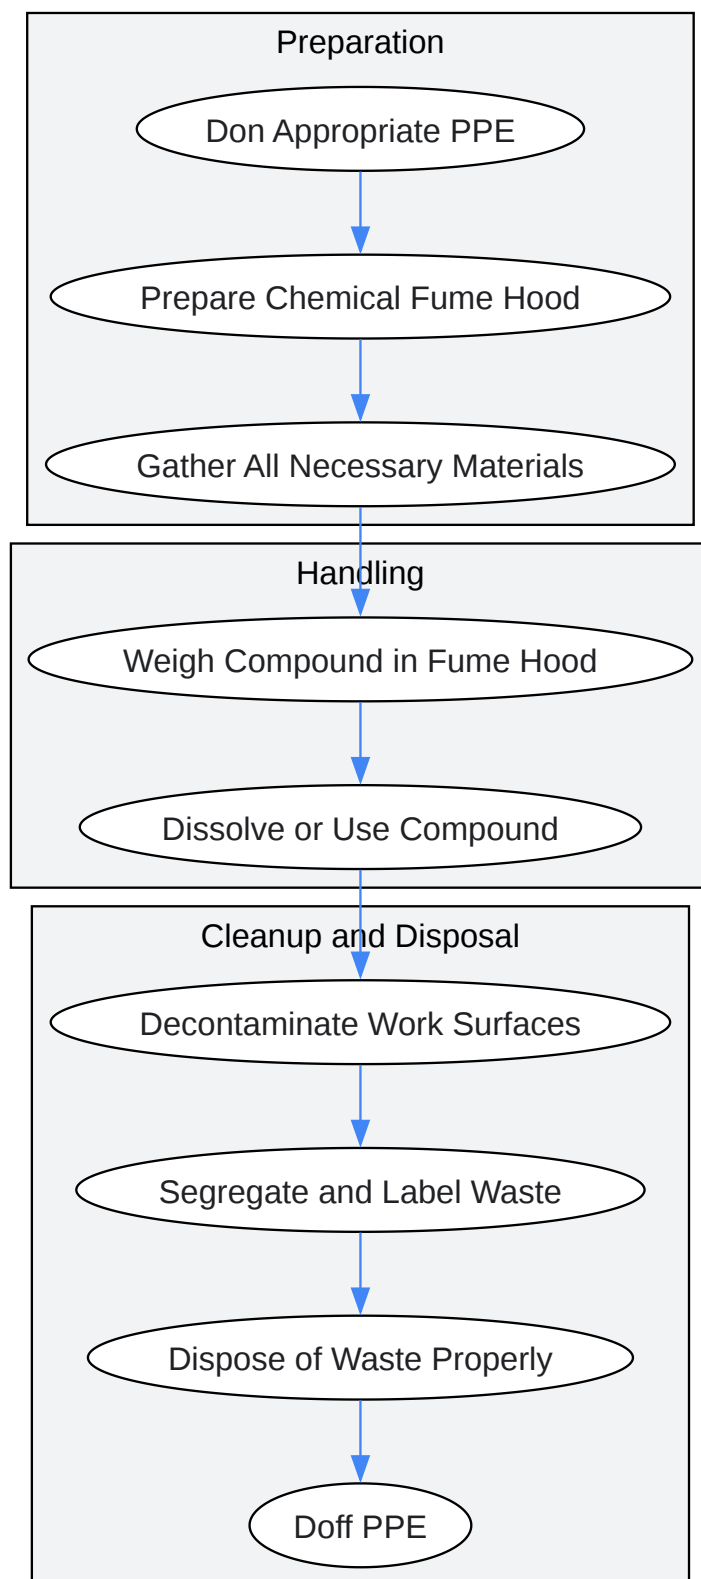 Preparation
Don Appropriate PPE
Prepare Chemical Fume Hood
Gather All Necessary Materials
Handling
Weigh Compound in Fume Hood
Dissolve or Use Compound
Cleanup and Disposal
Decontaminate Work Surfaces
Segregate and Label Waste
Dispose of Waste Properly
Doff PPE